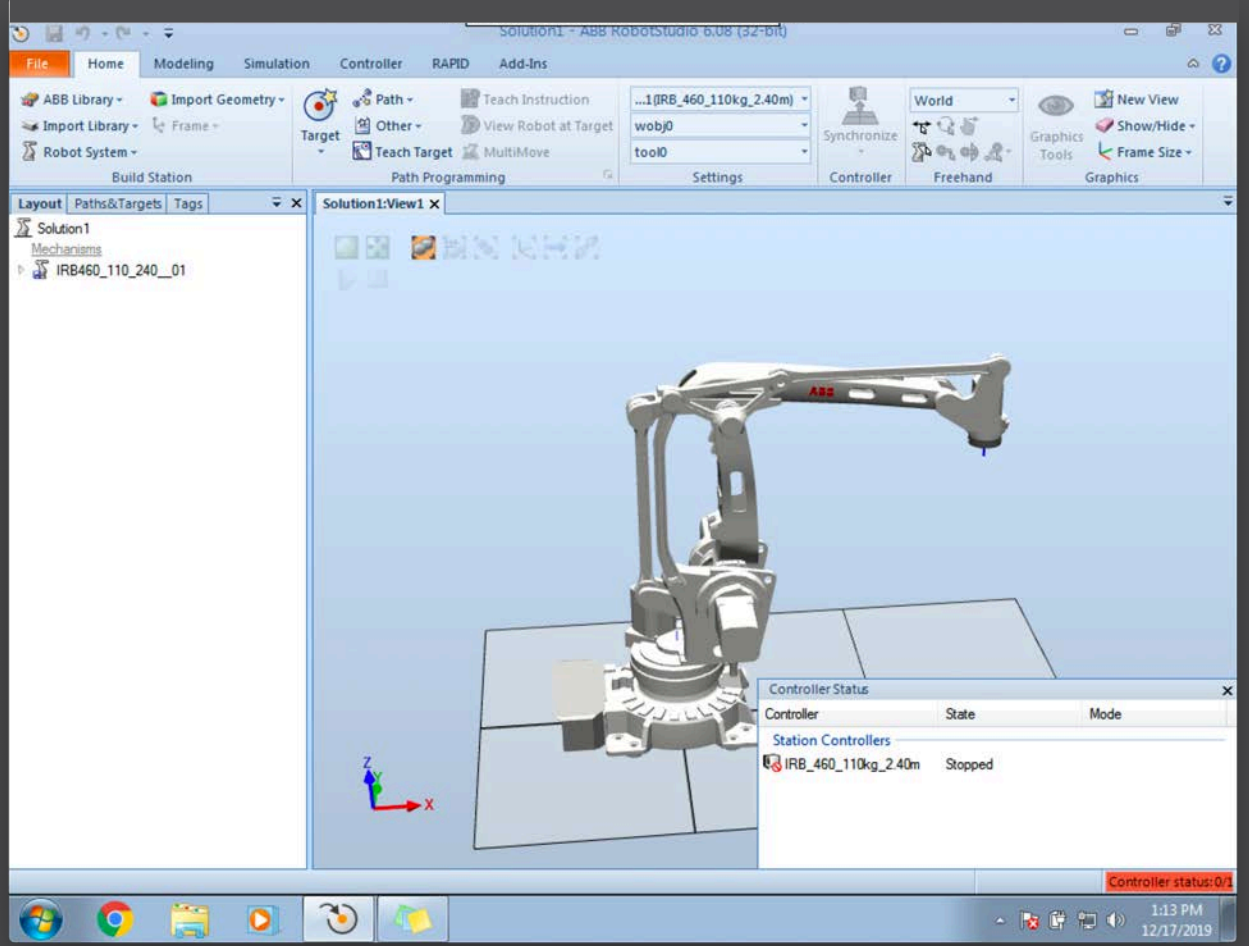 Solution1 - ABB RobotStudio 6.08 (32-bit)
File Home Modeling Simulation Controller RAPID Add-Ins
ABB Library
Import Library
Robot System
Import Geometry
Frame
Build Station
Target
Path
Other
Teach Target
Teach Instruction
View Robot at Target
MultiMove
Path Programming
...1(IRB_460_110kg_2.40m)
wobj0
tool0
Settings
Synchronize
Controller
World
Freehand
Graphics
Tools
New View
Show/Hide
Frame Size
Graphics
Layout Paths&Targets Tags
Solution1
Mechanisms
IRB460_110_240__01
Solution1:View1
ABB
Z
Y
X
Controller Status
Controller State Mode
Station Controllers
IRB_460_110kg_2.40m Stopped
Controller status: 0/1
1:13 PM
12/17/2019